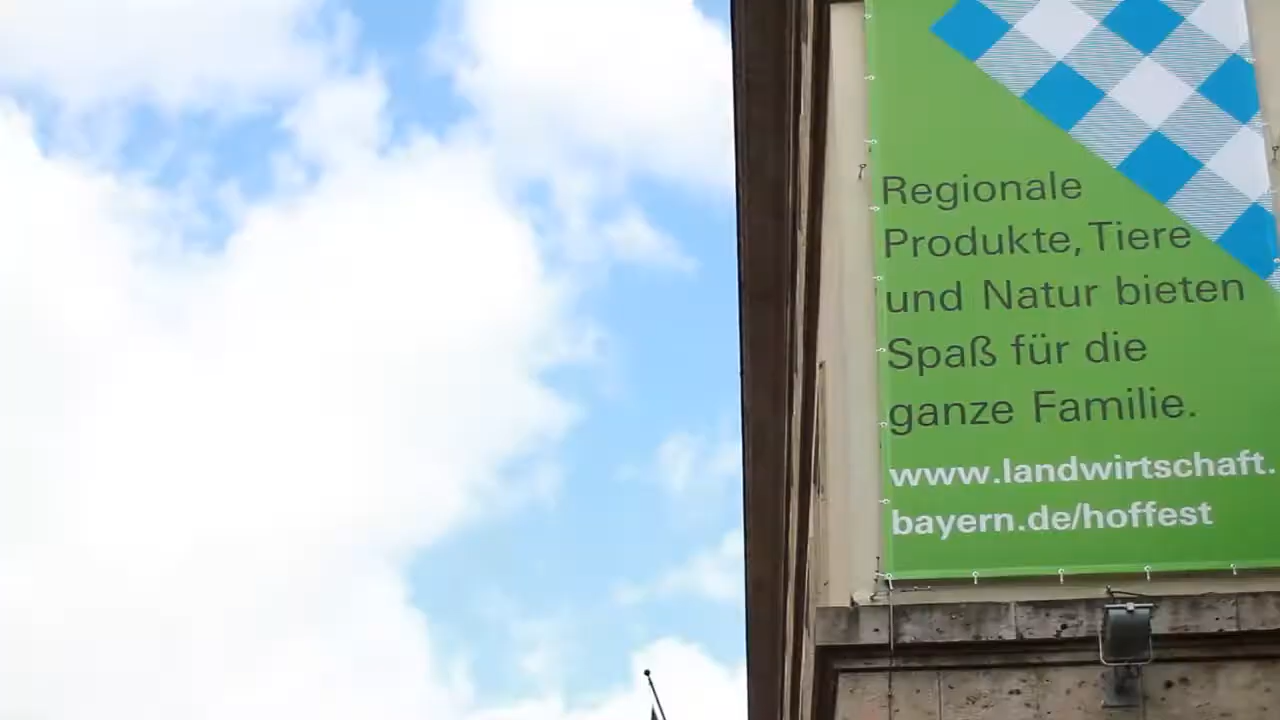 Regionale
Produkte, Tiere
und Natur bieten
Spaß für die
ganze Familie.
www.landwirtschaft.
bayern.de/hoffest